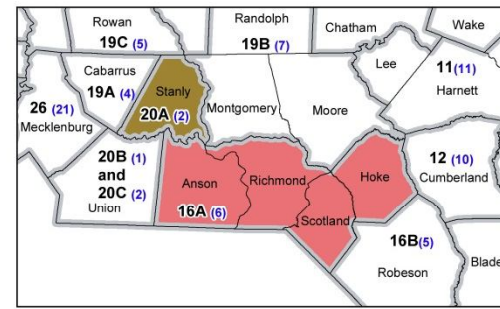 Rowan
19C (5)
Randolph
19B (7)
Chatham
Wake
Cabarrus
19A (4)
Stanly
20A (2)
Montgomery
Moore
Lee
11 (11)
Harnett
26 (21)
Mecklenburg
20B (1)
and
20C (2)
Union
Anson
16A (6)
Richmond
Scotland
Hoke
12 (10)
Cumberland
16B (5)
Robeson
Blade